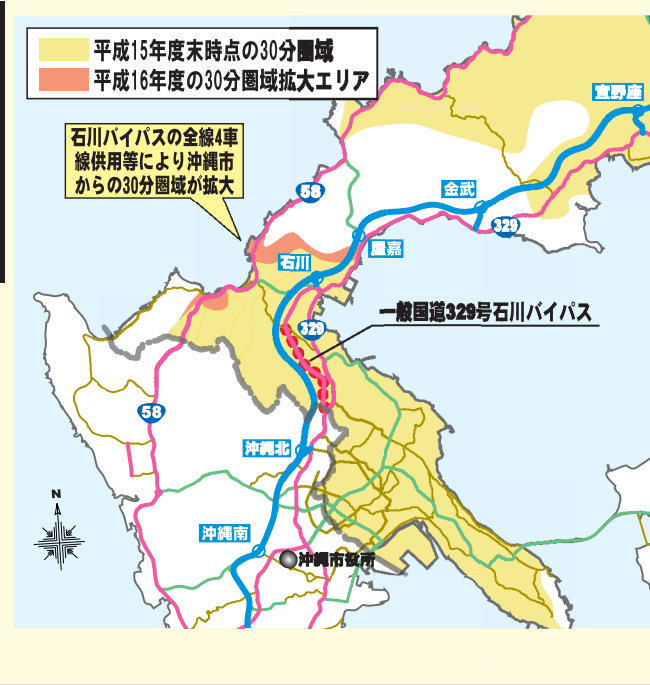 平成15年度末時点の30分圏域
平成16年度の30分圏域拡大エリア
石川バイパスの全線4車
線供用等により沖縄市
からの30分圏域が拡大
宜野座
58
金武
329
屋嘉
石川
一般国道329号石川バイパス
329
58
沖縄北
N
沖縄南
沖縄市役所